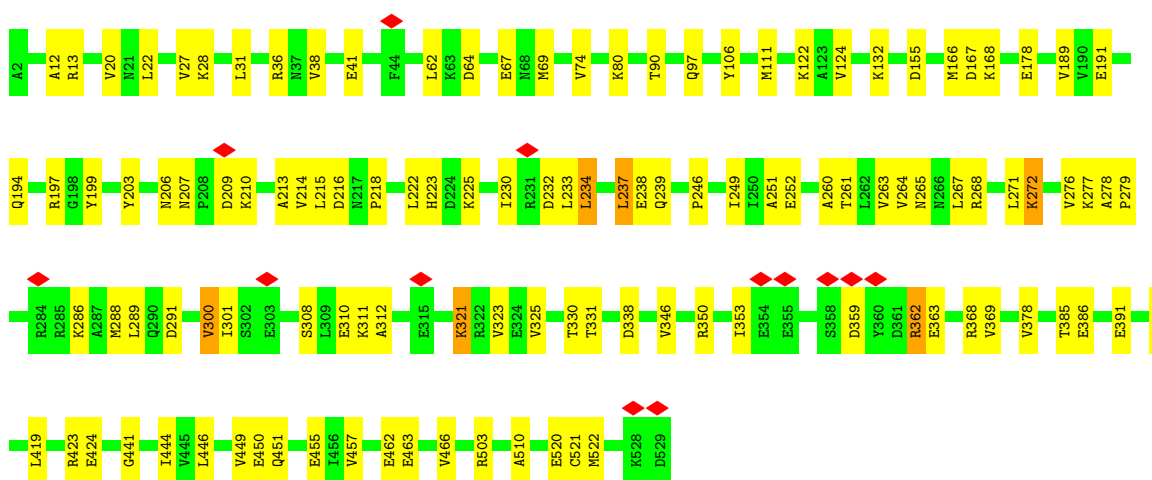 A2 A12 R13 V20 N21 L22 V27 K28 L31 R36 N37 V38 E41 F44 L62 K63 D64 E67 N68 M69 V74 K80 T90 Q97 Y106 M111 K122 A123 V124 K132 D155 M166 D167 K168 E178 V189 V190 E191
Q194 R197 G198 Y199 Y203 N206 N207 P208 D209 K210 A213 V214 L215 D216 N217 P218 L222 H223 D224 K225 I230 R231 D232 L233 L234 L237 E238 Q239 P246 I249 I250 A251 E252 A260 T261 L262 V263 V264 N265 N266 L267 R268 L271 K272 V276 K277 A278 P279
R284 R285 K286 A287 M288 L289 Q290 D291 V300 I301 S302 E303 S308 L309 E310 K311 A312 E315 K321 R322 V323 E324 V325 T330 T331 D338 V346 R350 I353 E354 E355 S358 D359 Y360 D361 R362 E363 R368 V369 V378 T385 E386 E391
L419 R423 E424 G441 I444 V445 L446 V449 E450 Q451 E455 I456 V457 E462 E463 V466 R503 A510 E520 C521 M522 K528 D529